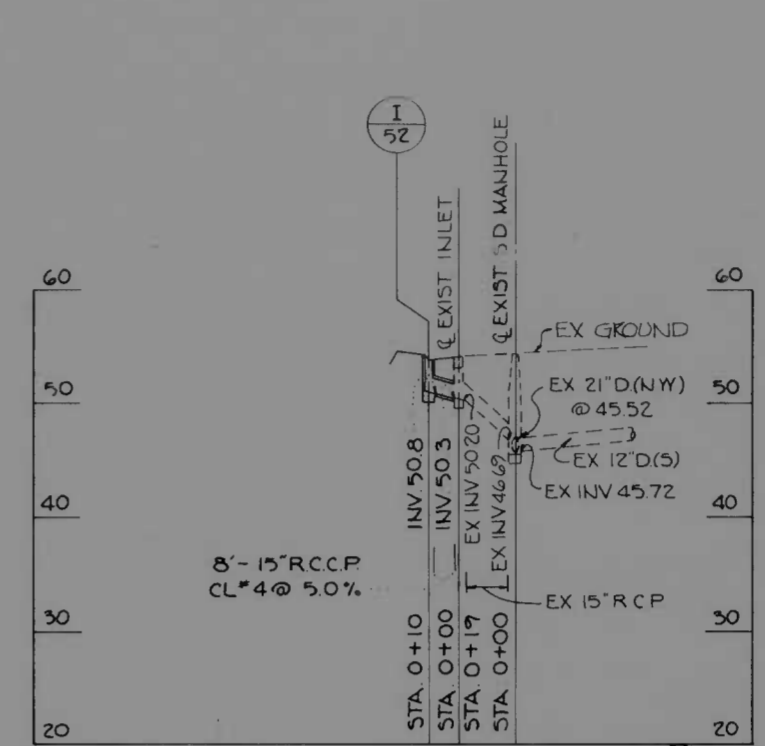 I
52
℄ EXIST INLET
℄ EXIST S D MANHOLE
60
60
EX GROUND
50
50
EX 21"D.(NW)
@ 45.52
EX 12"D.(S)
EX INV 45.72
INV. 50.8
INV. 50.3
EX INV 50 20
EX INV 46 69
40
40
8'- 15" R.C.C.P.
CL#4 @ 5.0%
EX 15" R C P
30
30
STA. 0+10
STA. 0+00
STA. 0+19
STA. 0+00
20
20